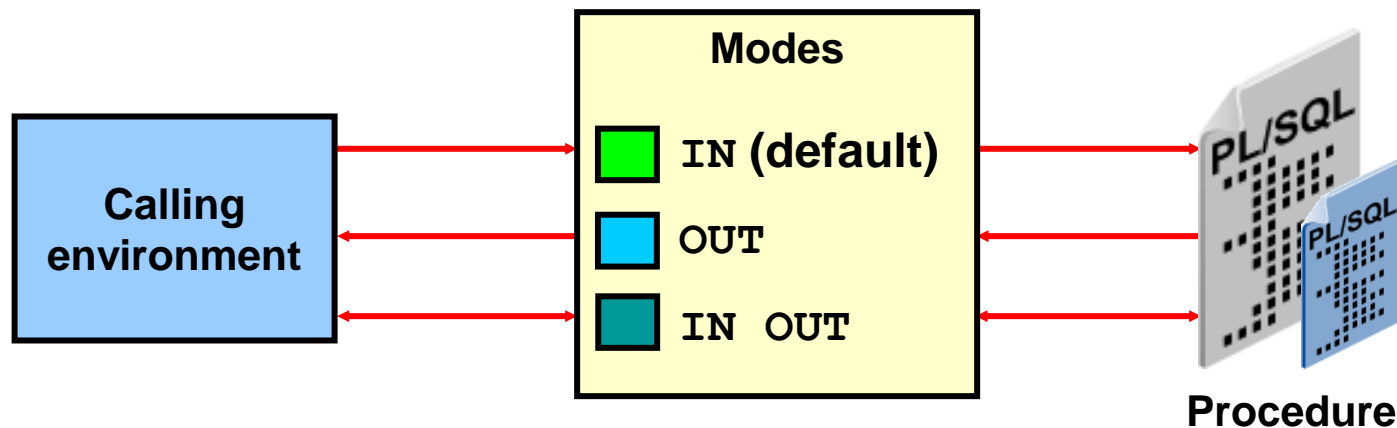 Modes
Calling
environment
IN (default)
OUT
IN OUT
PL/SQL
PL/SQL
Procedure